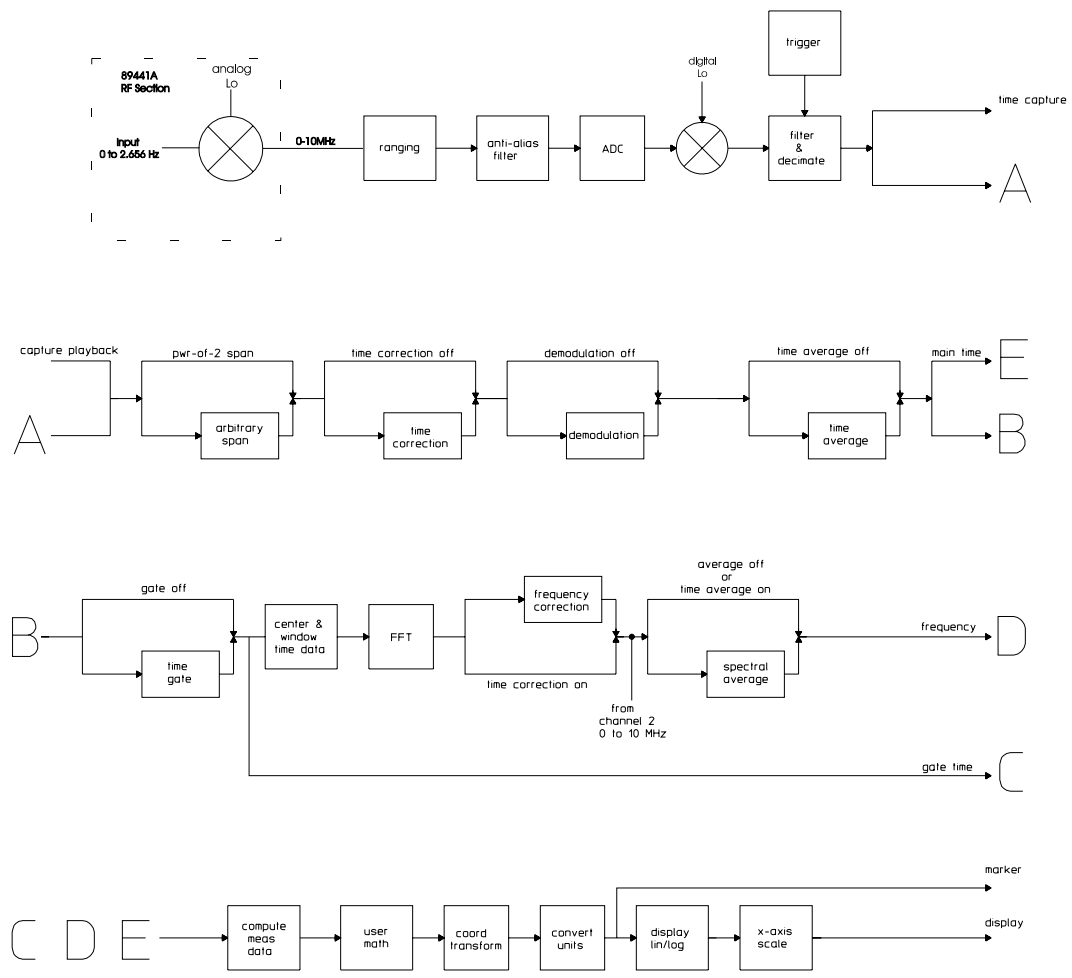 trigger
89441A
RF Section
analog
Lo
digital
Lo
Input
0 to 2.656 Hz
0-10MHz
ranging
anti-alias
filter
ADC
filter
&
decimate
time capture
A
capture playback
A
pwr-of-2 span
arbitrary
span
time correction off
time
correction
demodulation off
demodulation
time average off
time
average
main time
E
B
B
gate off
time
gate
center &
window
time data
FFT
frequency
correction
time correction on
from
channel 2
0 to 10 MHz
average off
or
time average on
spectral
average
frequency
D
gate time
C
C D E
compute
meas
data
user
math
coord
transform
convert
units
display
lin/log
x-axis
scale
marker
display